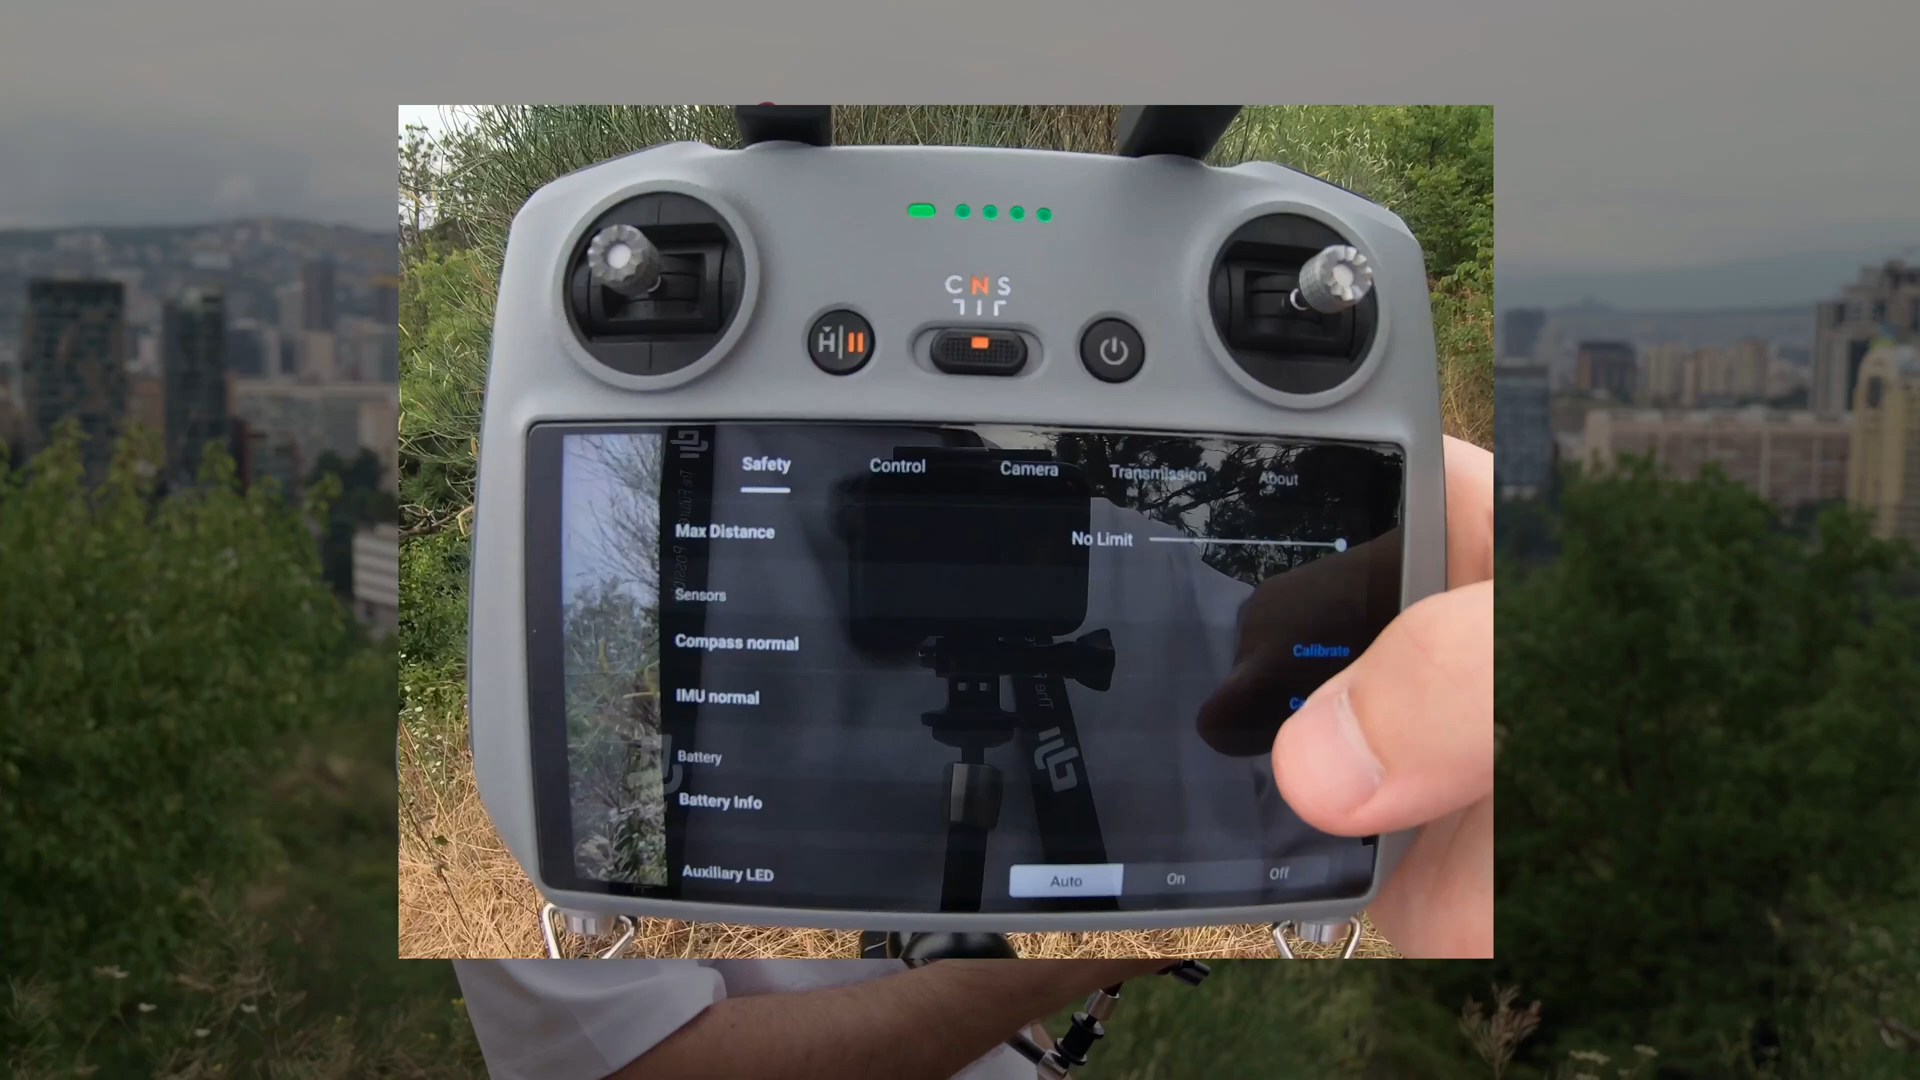 C N S
H
Safety Control Camera Transmission About
Max Distance No Limit
Sensors
Compass normal Calibrate
IMU normal
Battery
Battery Info
Auxiliary LED Auto On Off